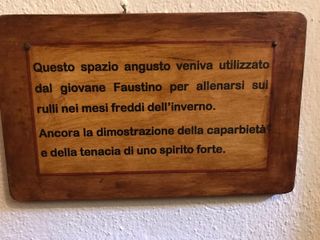 Questo spazio angusto veniva utilizzato
dal giovane Faustino per allenarsi sui
rulli nei mesi freddi dell'inverno.
Ancora la dimostrazione della caparbietà
e della tenacia di uno spirito forte.